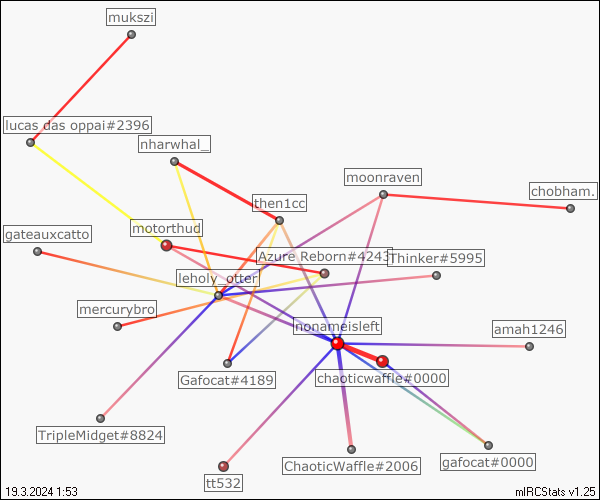 mukszi
lucas das oppai#2396
nharwhal_
moonraven
chobham.
then1cc
motorthud
gateauxcatto
Azure Reborn#4243
Thinker#5995
leholy_otter
mercurybro
nonameisleft
amah1246
Gafocat#4189
chaoticwaffle#0000
TripleMidget#8824
tt532
ChaoticWaffle#2006
gafocat#0000
19.3.2024 1:53
mIRCStats v1.25